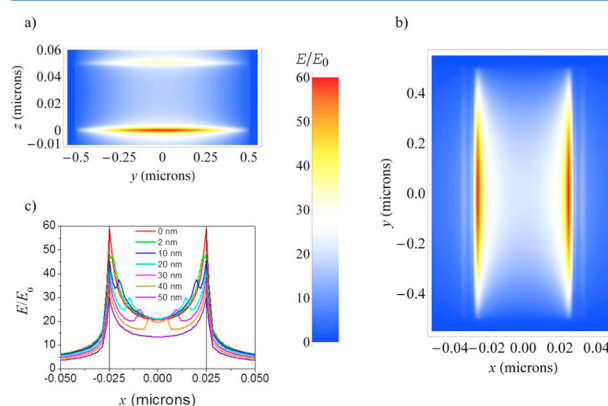 a)
0.06
0.04
0.02
0
−0.01
z (microns)
−0.5 −0.25 0 0.25 0.5
y (microns)
E/E0
60
50
40
30
20
10
0
b)
0.4
0.2
0.0
−0.2
−0.4
y (microns)
−0.04 −0.02 0.00 0.02 0.04
x (microns)
c)
60
50
40
30
20
10
0
E/E0
0 nm
2 nm
10 nm
20 nm
30 nm
40 nm
50 nm
-0.050 -0.025 0.000 0.025 0.050
x (microns)